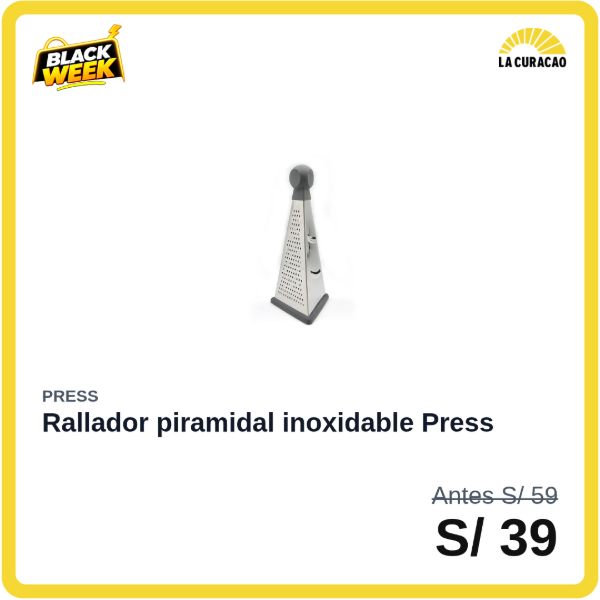 BLACK
WEEK
LA CURACAO
PRESS
Rallador piramidal inoxidable Press
Antes S/ 59
S/ 39